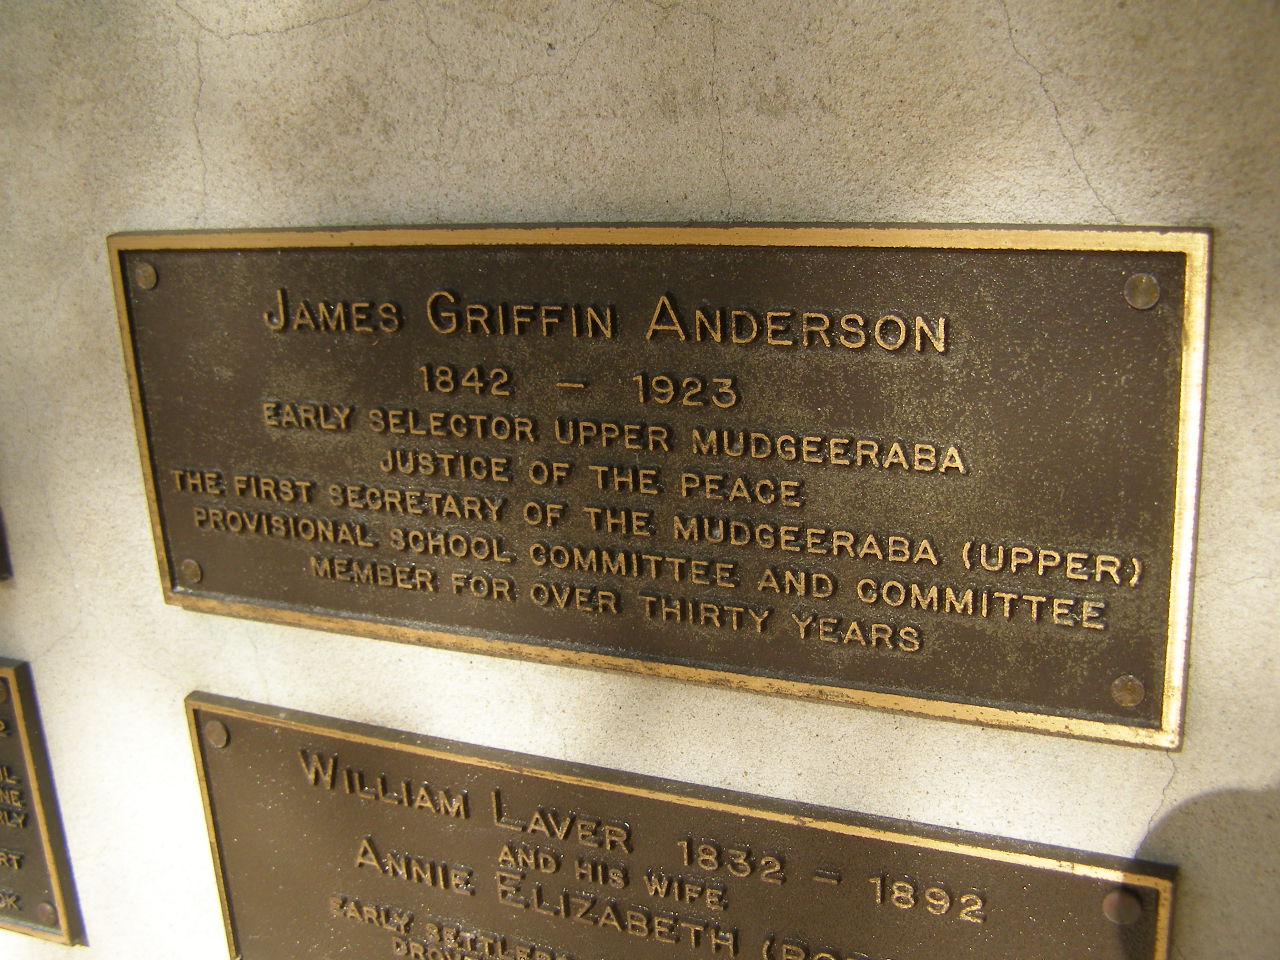 JAMES GRIFFIN ANDERSON
1842 – 1923
EARLY SELECTOR UPPER MUDGEERABA
JUSTICE OF THE PEACE
THE FIRST SECRETARY OF THE MUDGEERABA (UPPER)
PROVISIONAL SCHOOL COMMITTEE AND COMMITTEE
MEMBER FOR OVER THIRTY YEARS
WILLIAM LAVER 1832 – 1892
AND HIS WIFE
ANNIE ELIZABETH
EARLY